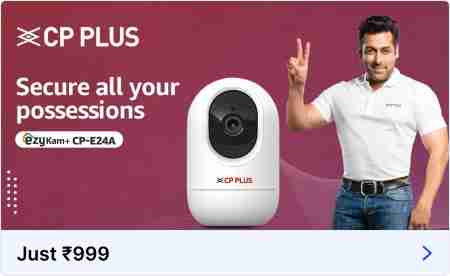 CP PLUS
Secure all your
possessions
ezyKam+ CP-E24A
CP PLUS
Just ₹999